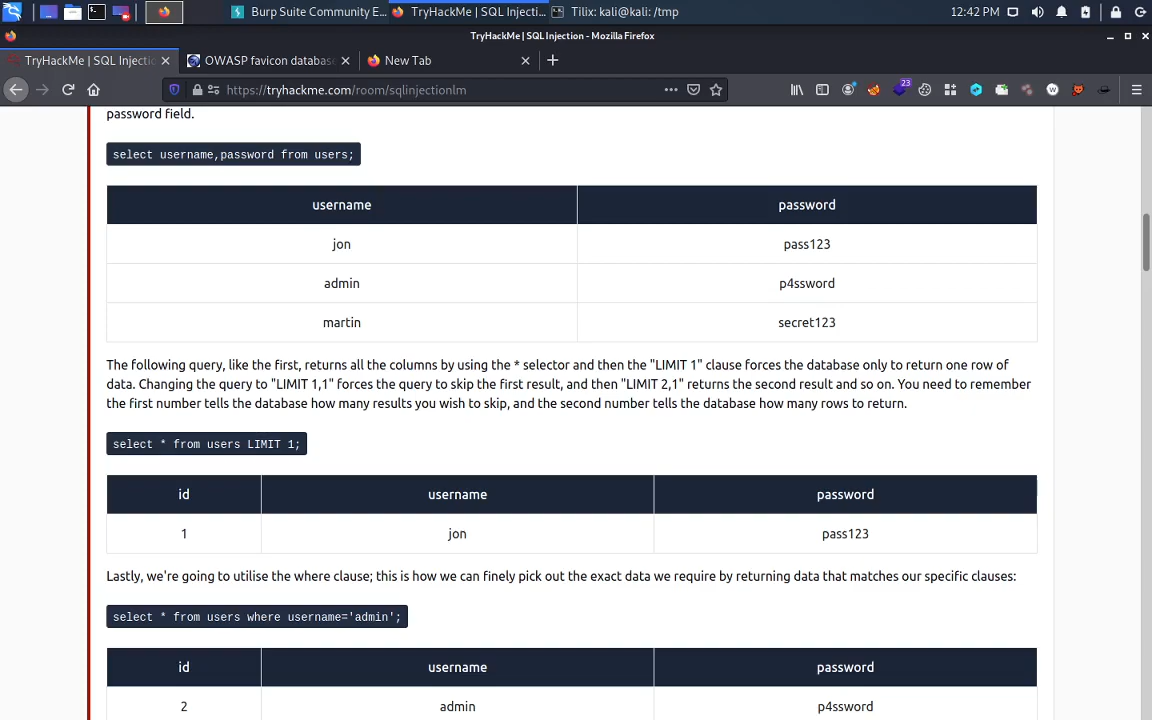 Burp Suite Community E...
TryHackMe | SQL Injecti...
Tilix: kali@kali: /tmp
12:42 PM
TryHackMe | SQL Injection - Mozilla Firefox
TryHackMe | SQL Injectio
OWASP favicon databas
New Tab
https://tryhackme.com/room/sqlinjectionlm
23
password field.
select username,password from users;
username password
jon pass123
admin p4ssword
martin secret123
The following query, like the first, returns all the columns by using the * selector and then the "LIMIT 1" clause forces the database only to return one row of
data. Changing the query to "LIMIT 1,1" forces the query to skip the first result, and then "LIMIT 2,1" returns the second result and so on. You need to remember
the first number tells the database how many results you wish to skip, and the second number tells the database how many rows to return.
select * from users LIMIT 1;
id username password
1 jon pass123
Lastly, we're going to utilise the where clause; this is how we can finely pick out the exact data we require by returning data that matches our specific clauses:
select * from users where username='admin';
id username password
2 admin p4ssword